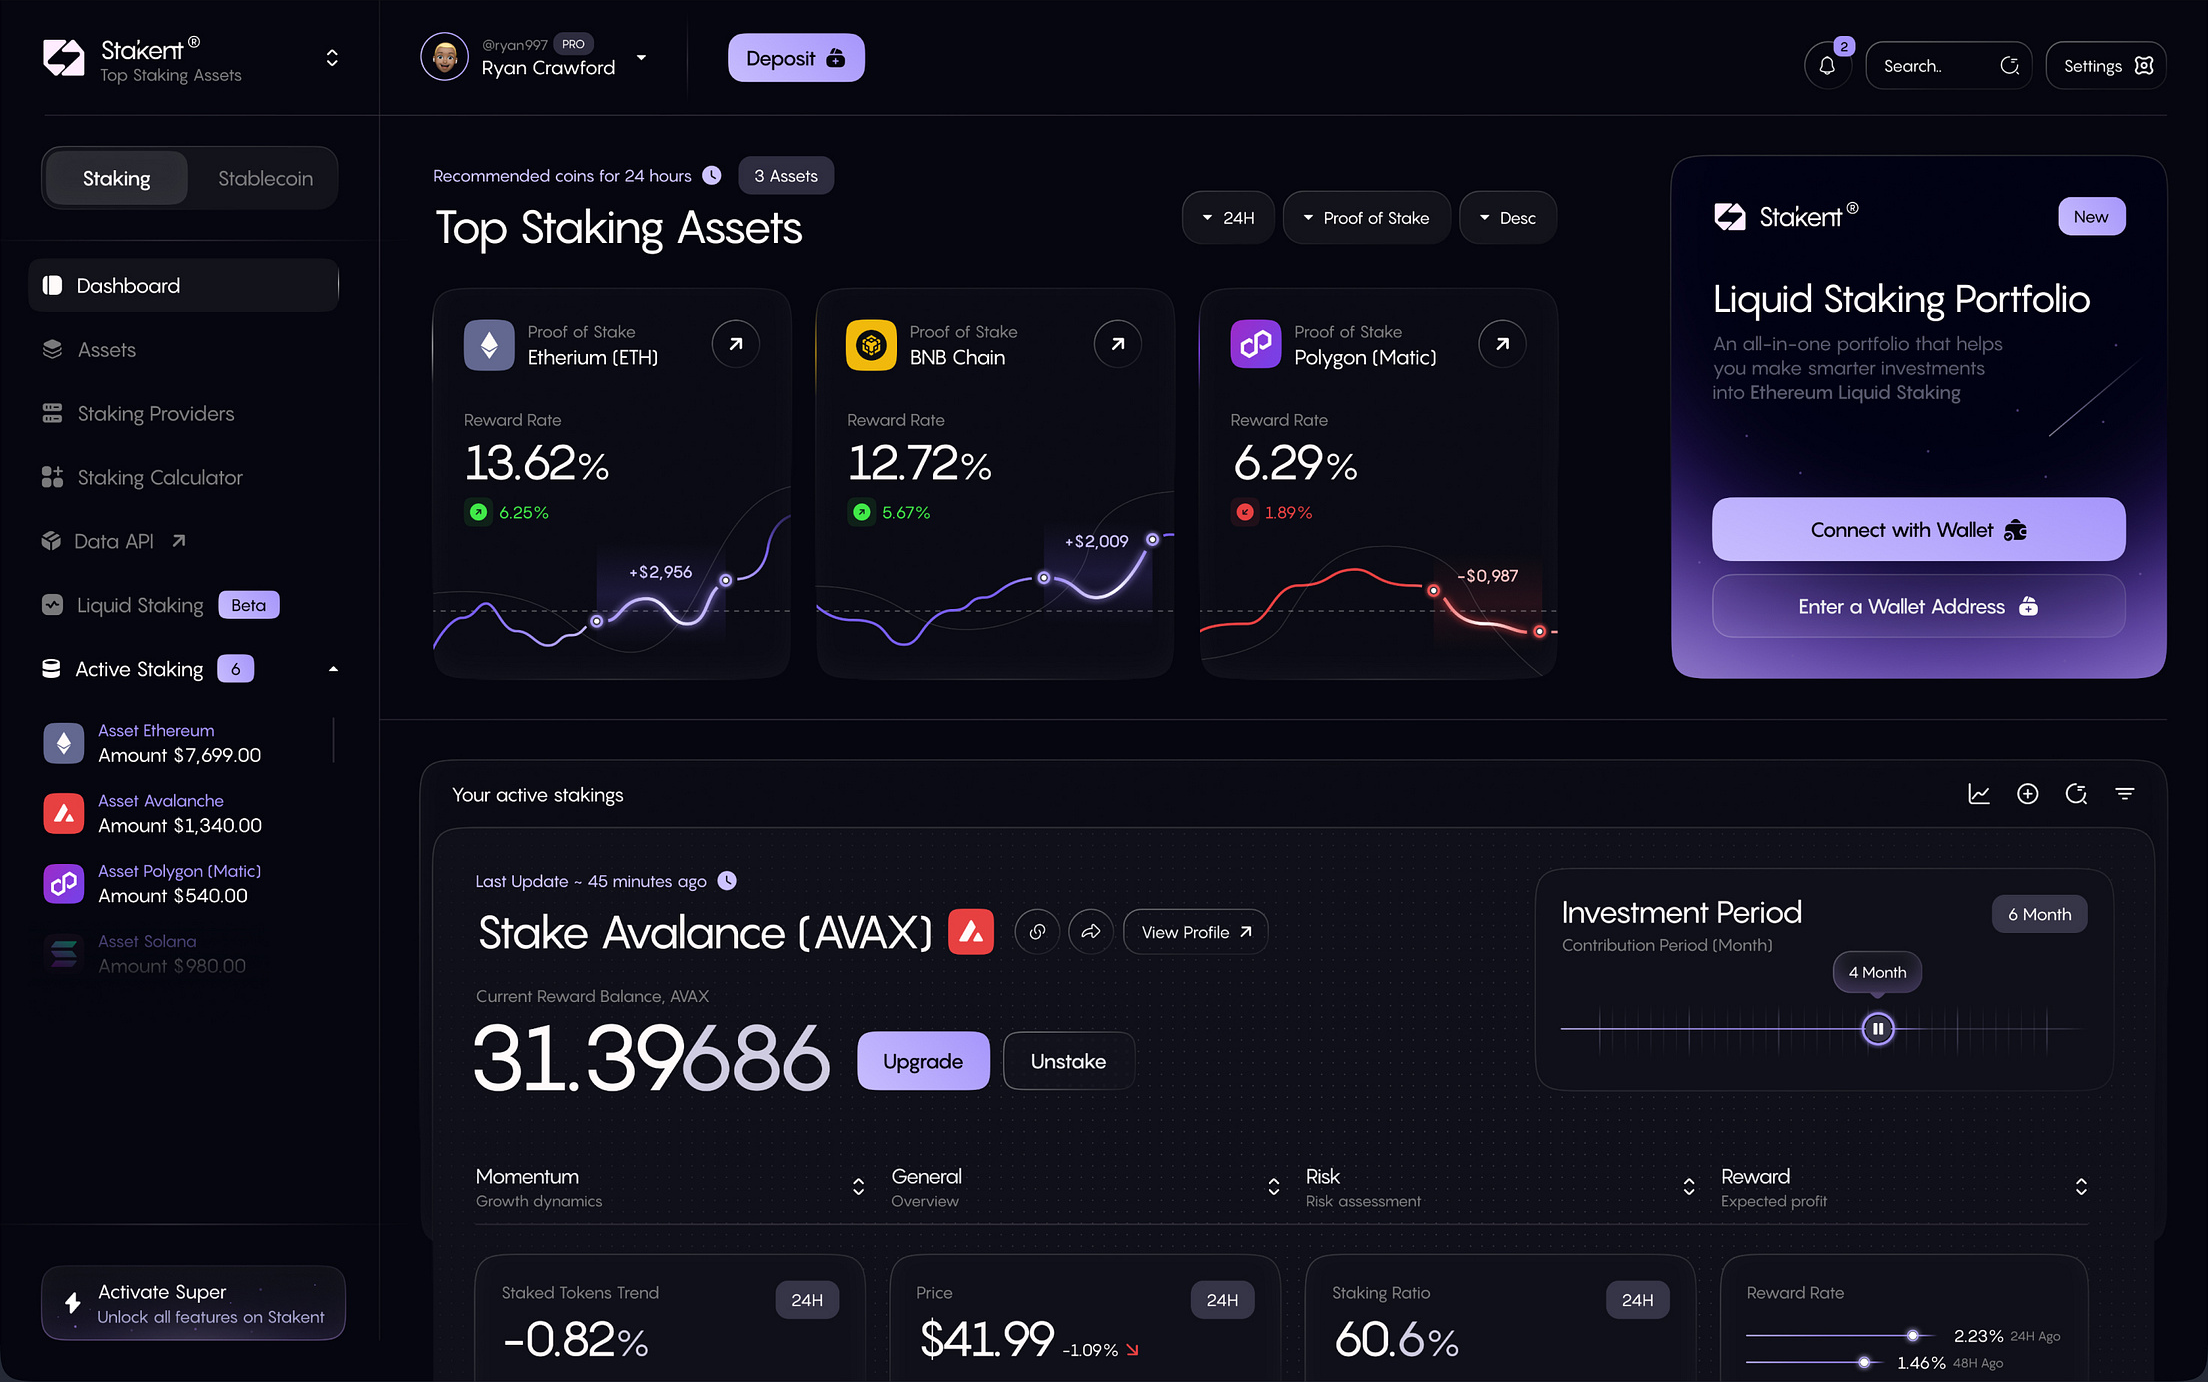 Stakent®
Top Staking Assets
@ryan997 PRO
Ryan Crawford
Deposit
2
Search..
Settings
Staking
Stablecoin
Dashboard
Assets
Staking Providers
Staking Calculator
Data API
Liquid Staking Beta
Active Staking 6
Asset Ethereum
Amount $7,699.00
Asset Avalanche
Amount $1,340.00
Asset Polygon (Matic)
Amount $540.00
Asset Solana
Amount $980.00
Activate Super
Unlock all features on Stakent
Recommended coins for 24 hours
3 Assets
Top Staking Assets
24H
Proof of Stake
Desc
Proof of Stake
Etherium (ETH)
Reward Rate
13.62%
6.25%
+$2,956
Proof of Stake
BNB Chain
Reward Rate
12.72%
5.67%
+$2,009
Proof of Stake
Polygon (Matic)
Reward Rate
6.29%
1.89%
-$0,987
Stakent®
New
Liquid Staking Portfolio
An all-in-one portfolio that helps
you make smarter investments
into Ethereum Liquid Staking
Connect with Wallet
Enter a Wallet Address
Your active stakings
Last Update ~ 45 minutes ago
Stake Avalance (AVAX)
View Profile
Current Reward Balance, AVAX
31.39686
Upgrade
Unstake
Investment Period
Contribution Period (Month)
6 Month
4 Month
Momentum
Growth dynamics
General
Overview
Risk
Risk assessment
Reward
Expected profit
Staked Tokens Trend
24H
-0.82%
Price
24H
$41.99 -1.09%
Staking Ratio
24H
60.6%
Reward Rate
2.23% 24H Ago
1.46% 48H Ago